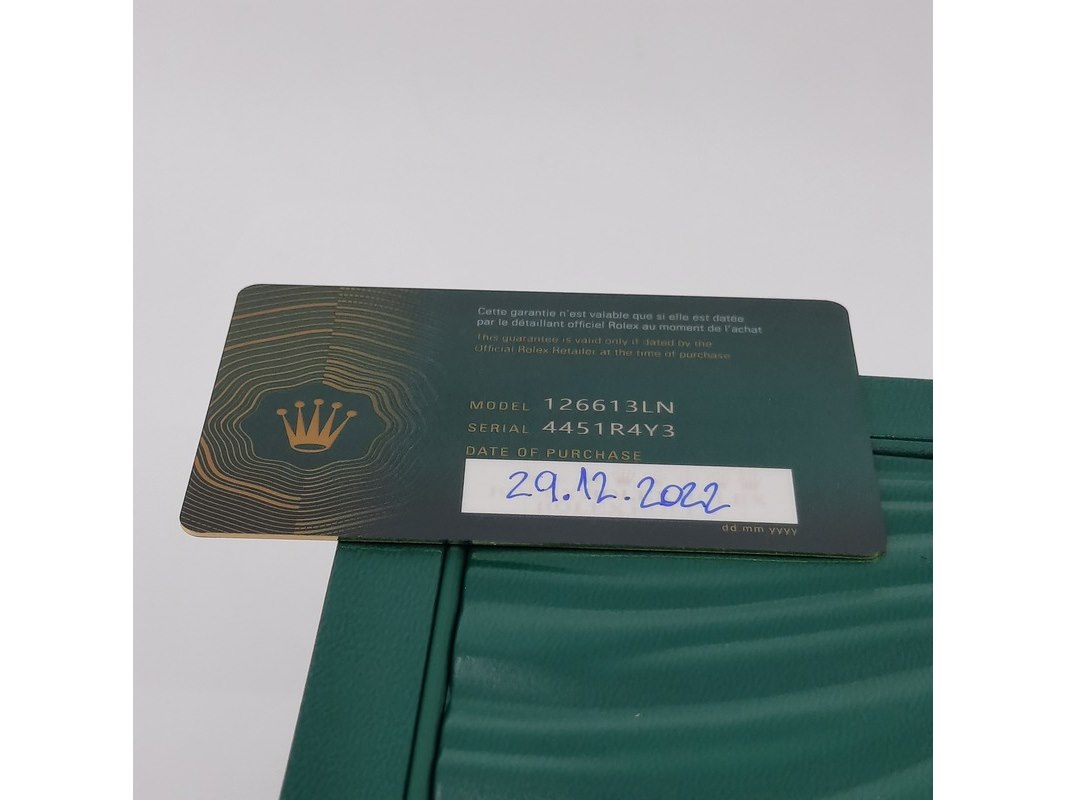 Cette garantie n'est valable que si elle est datée
par le détaillant officiel Rolex au moment de l'achat
This guarantee is valid only if dated by the
Official Rolex Retailer at the time of purchase
MODEL 126613LN
SERIAL 4451R4Y3
DATE OF PURCHASE
29.12.2022
dd mm yyyy